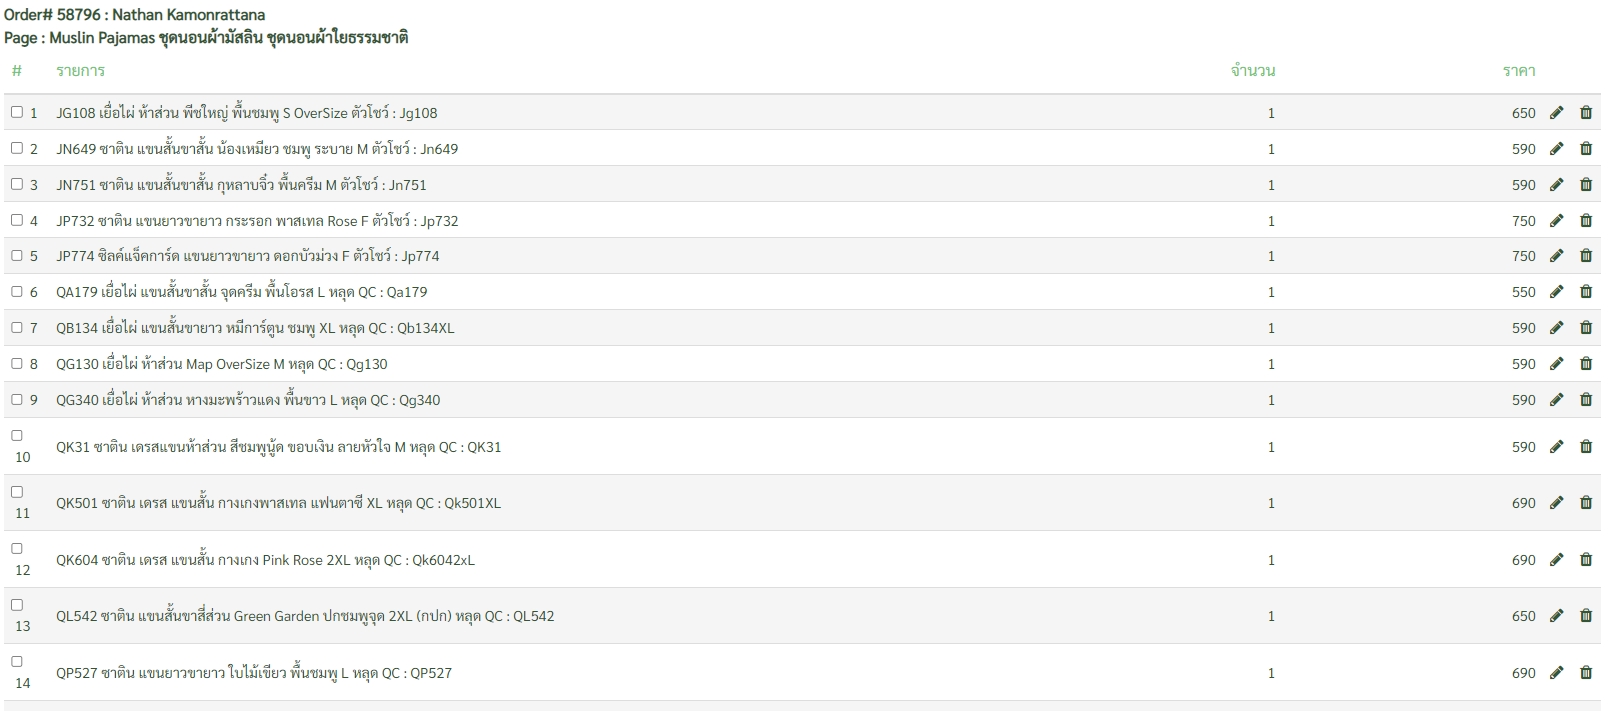 Order# 58796 : Nathan Kamonrattana
Page : Muslin Pajamas ชุดนอนผ้ามัสลิน ชุดนอนผ้าใยธรรมชาติ
# รายการ จำนวน ราคา
1 JG108 เยื่อไผ่ ห้าส่วน พีชใหญ่ พื้นชมพู S OverSize ตัวโชว์ : Jg108 1 650
2 JN649 ซาติน แขนสั้นขาสั้น น้องเหมียว ชมพู ระบาย M ตัวโชว์ : Jn649 1 590
3 JN751 ซาติน แขนสั้นขาสั้น กุหลาบจิ๋ว พื้นครีม M ตัวโชว์ : Jn751 1 590
4 JP732 ซาติน แขนยาวขายาว กระรอก พาสเทล Rose F ตัวโชว์ : Jp732 1 750
5 JP774 ซิลค์แจ็คการ์ด แขนยาวขายาว ดอกบัวม่วง F ตัวโชว์ : Jp774 1 750
6 QA179 เยื่อไผ่ แขนสั้นขาสั้น จุดครีม พื้นโอรส L หลุด QC : Qa179 1 550
7 QB134 เยื่อไผ่ แขนสั้นขายาว หมีการ์ตูน ชมพู XL หลุด QC : Qb134XL 1 590
8 QG130 เยื่อไผ่ ห้าส่วน Map OverSize M หลุด QC : Qg130 1 590
9 QG340 เยื่อไผ่ ห้าส่วน หางมะพร้าวแดง พื้นขาว L หลุด QC : Qg340 1 590
10 QK31 ซาติน เดรสแขนห้าส่วน สีชมพูนู้ด ขอบเงิน ลายหัวใจ M หลุด QC : QK31 1 590
11 QK501 ซาติน เดรส แขนสั้น กางเกงพาสเทล แฟนตาซี XL หลุด QC : Qk501XL 1 690
12 QK604 ซาติน เดรส แขนสั้น กางเกง Pink Rose 2XL หลุด QC : Qk6042xL 1 690
13 QL542 ซาติน แขนสั้นขาสี่ส่วน Green Garden ปกชมพูจุด 2XL (กปก) หลุด QC : QL542 1 650
14 QP527 ซาติน แขนยาวขายาว ใบไม้เขียว พื้นชมพู L หลุด QC : QP527 1 690